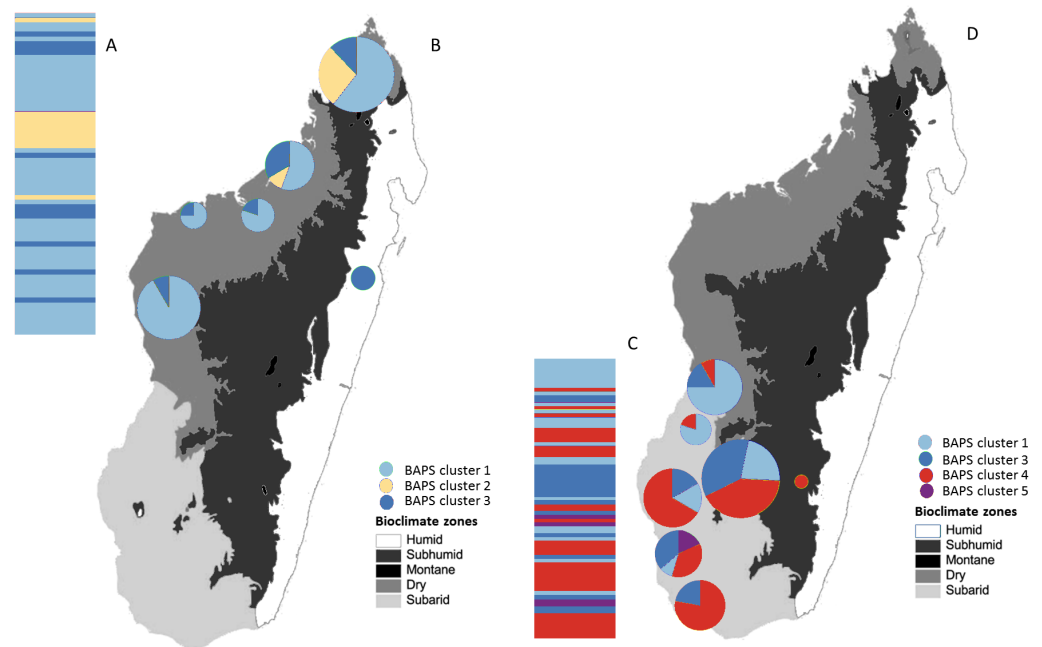 A
B
BAPS cluster 1
BAPS cluster 2
BAPS cluster 3
Bioclimate zones
Humid
Subhumid
Montane
Dry
Subarid
C
D
BAPS cluster 1
BAPS cluster 3
BAPS cluster 4
BAPS cluster 5
Bioclimate zones
Humid
Subhumid
Montane
Dry
Subarid